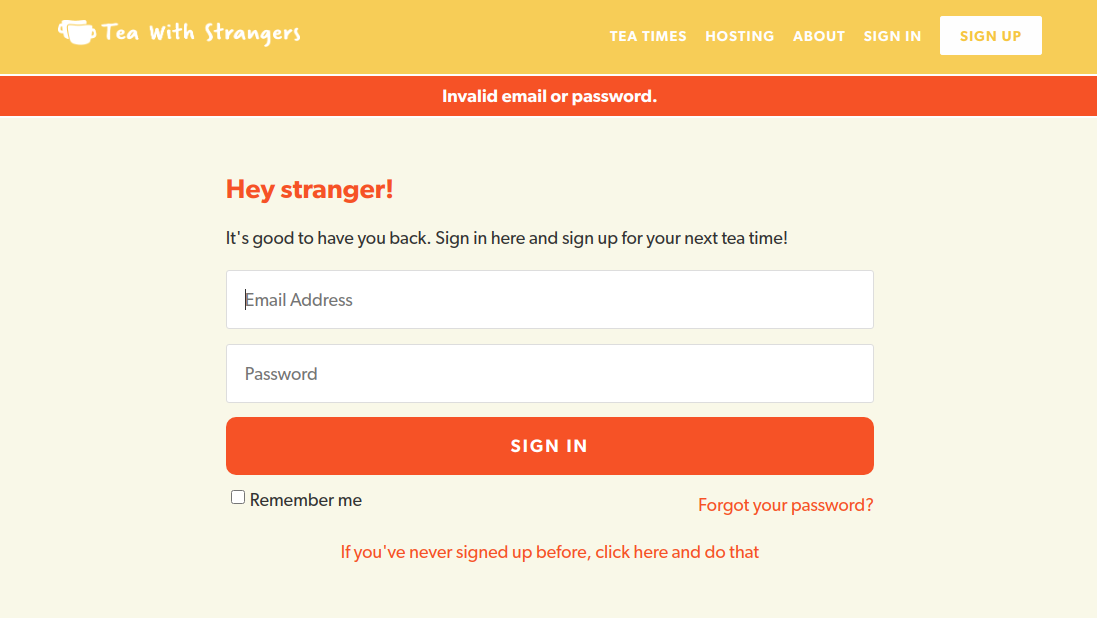 Tea With Strangers
TEA TIMES HOSTING ABOUT SIGN IN SIGN UP
Invalid email or password.
Hey stranger!
It's good to have you back. Sign in here and sign up for your next tea time!
Email Address
Password
SIGN IN
Remember me
Forgot your password?
If you've never signed up before, click here and do that